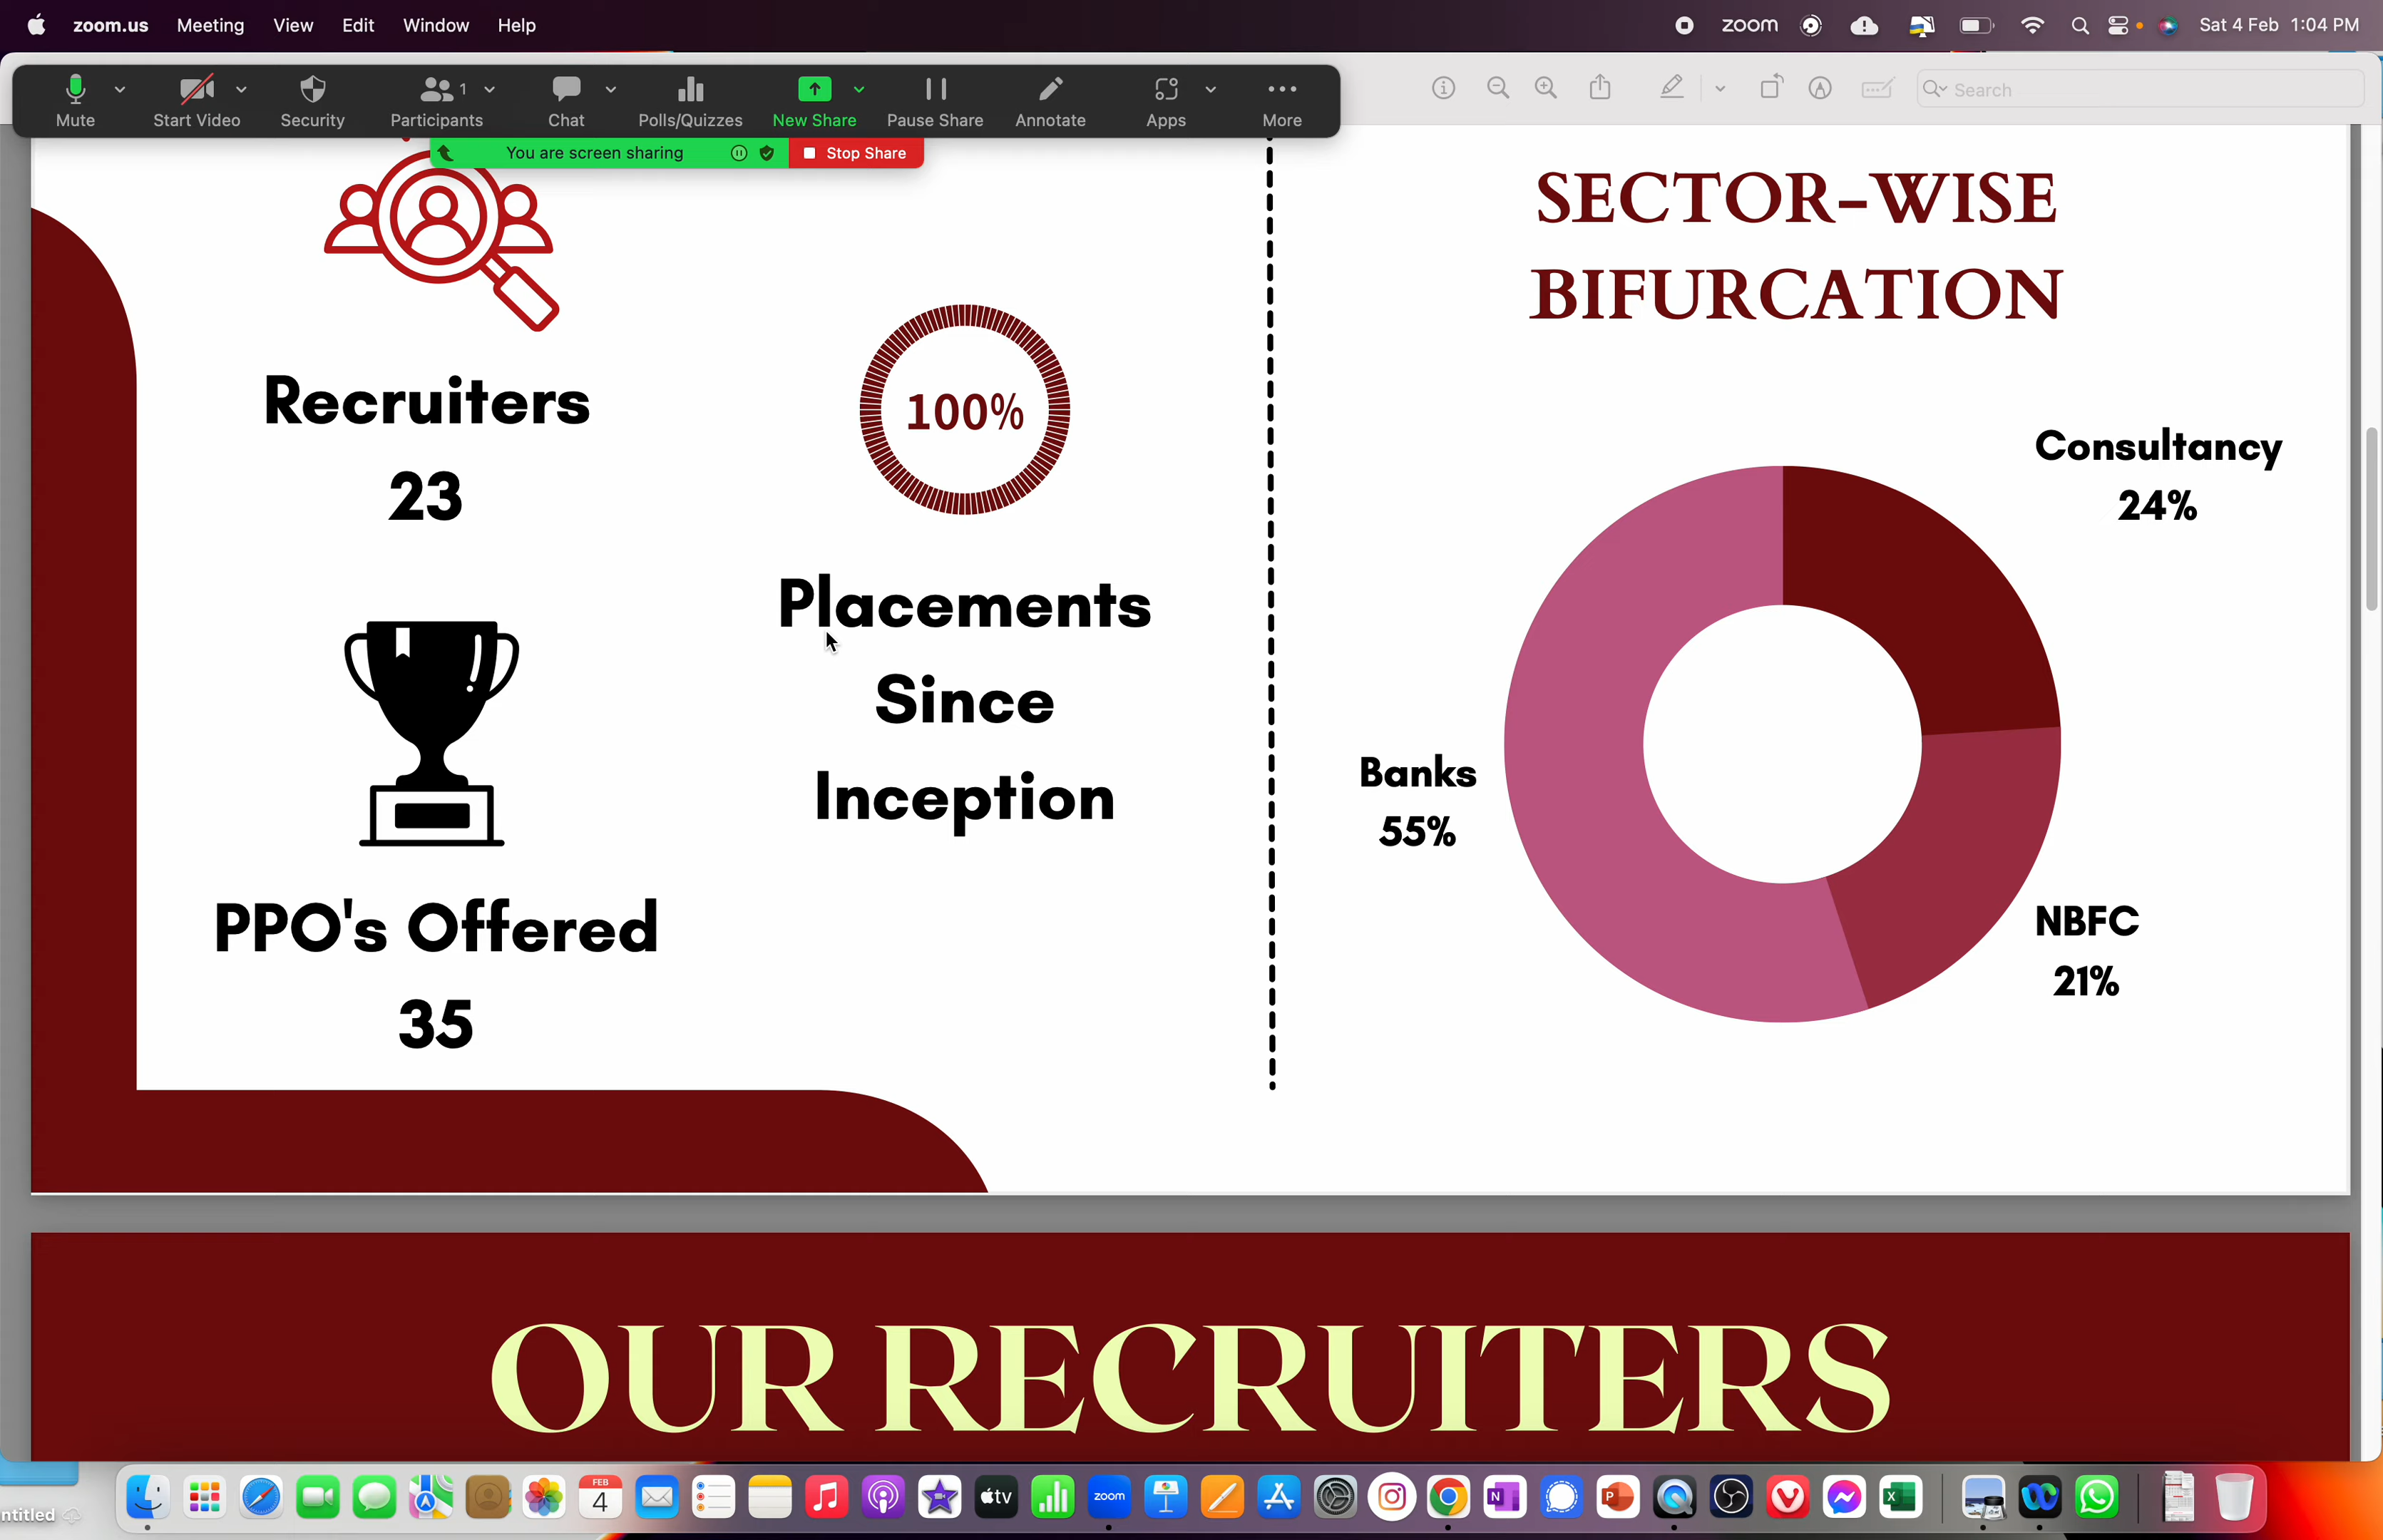 zoom.us Meeting View Edit Window Help
zoom Sat 4 Feb 1:04 PM
Mute Start Video Security Participants 1 Chat Polls/Quizzes New Share Pause Share Annotate Apps More
Search
You are screen sharing Stop Share
Recruiters
23
PPO's Offered
35
100%
Placements
Since
Inception
SECTOR-WISE
BIFURCATION
Consultancy
24%
Banks
55%
NBFC
21%
OUR RECRUITERS
ntitled
FEB
4
tv
zoom
N
P
X